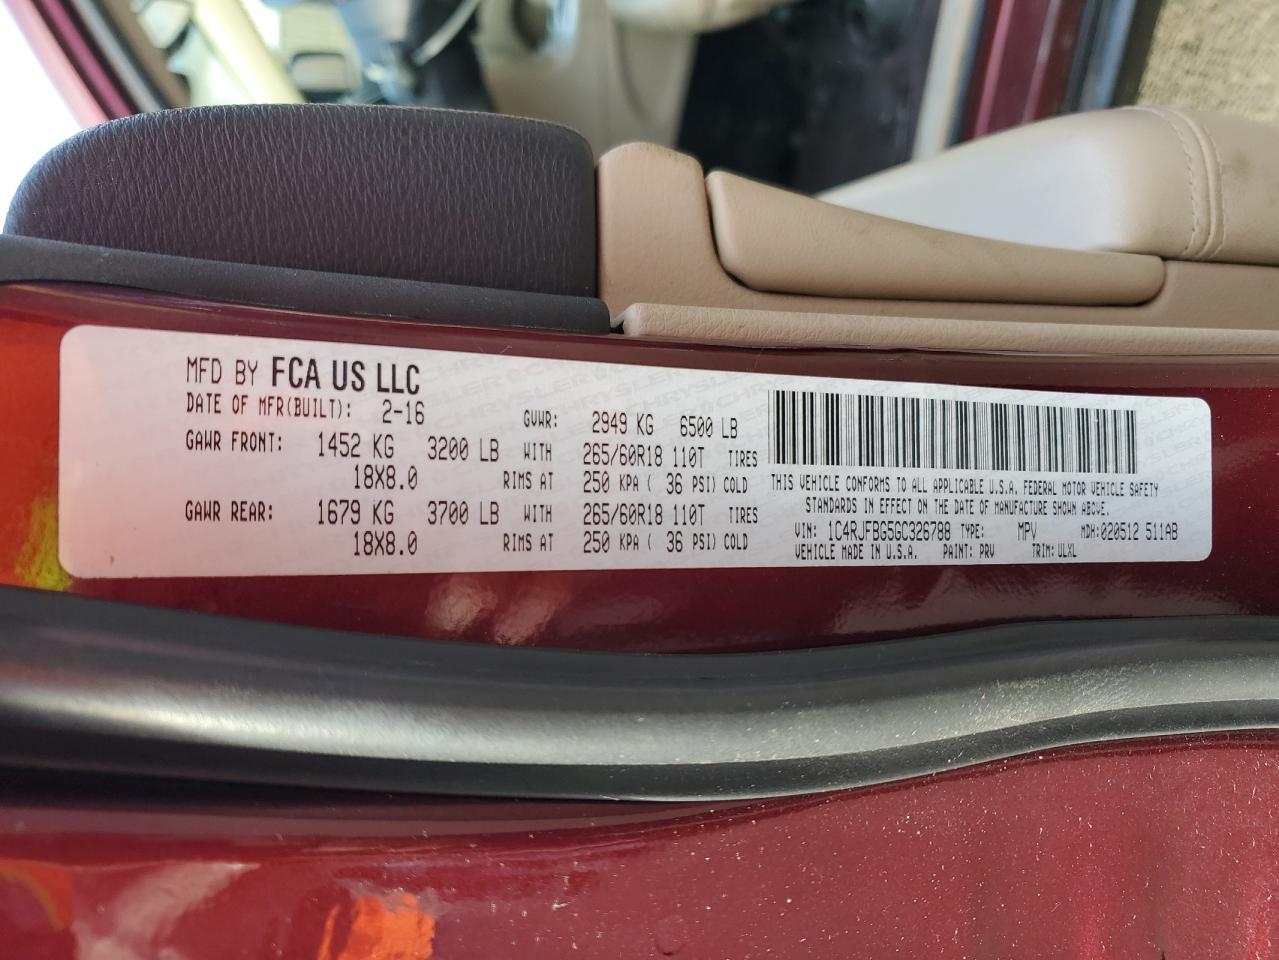 MFD BY FCA US LLC
DATE OF MFR(BUILT): 2-16 GVWR: 2949 KG 6500 LB
GAWR FRONT: 1452 KG 3200 LB WITH 265/60R18 110T TIRES
18X8.0 RIMS AT 250 KPA ( 36 PSI) COLD
GAWR REAR: 1679 KG 3700 LB WITH 265/60R18 110T TIRES
18X8.0 RIMS AT 250 KPA ( 36 PSI) COLD
THIS VEHICLE CONFORMS TO ALL APPLICABLE U.S.A. FEDERAL MOTOR VEHICLE SAFETY
STANDARDS IN EFFECT ON THE DATE OF MANUFACTURE SHOWN ABOVE.
VIN: 1C4RJFBG5GC326788 TYPE: MPV MDH:020512 511AB
VEHICLE MADE IN U.S.A. PAINT: PRV TRIM: ULXL